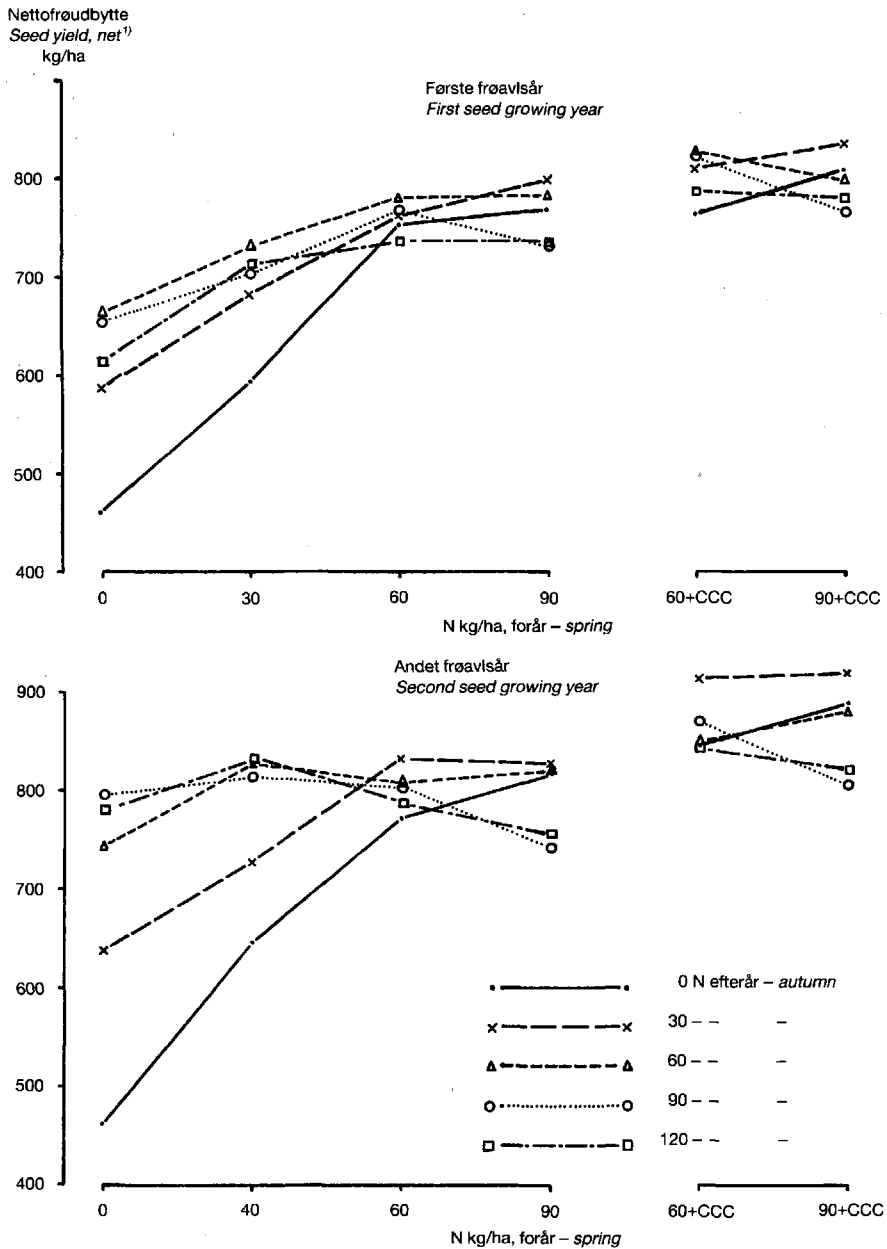 Nettofrøudbytte
Seed yield, net¹⁾
kg/ha
Første frøavlsår
First seed growing year
800
700
600
500
400
0 30 60 90 60+CCC 90+CCC
N kg/ha, forår – spring
Andet frøavlsår
Second seed growing year
900
800
700
600
500
400
0 N efterår – autumn
30 – – –
60 – – –
90 – – –
120 – – –
0 40 60 90 60+CCC 90+CCC
N kg/ha, forår – spring